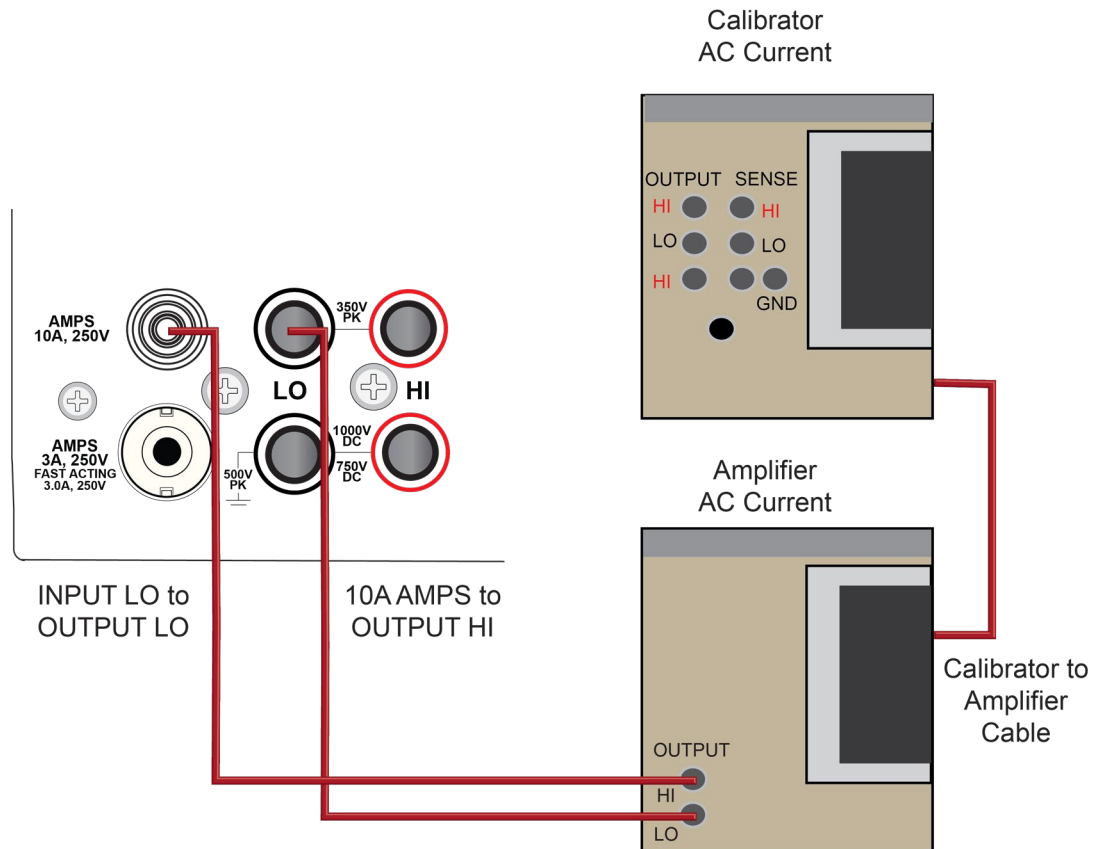 Calibrator
AC Current
OUTPUT SENSE
HI HI
LO LO
HI
GND
AMPS
10A, 250V
350V
PK
LO HI
AMPS
3A, 250V
FAST ACTING
3.0A, 250V
500V
PK
1000V
DC
750V
DC
Amplifier
AC Current
INPUT LO to
OUTPUT LO
10A AMPS to
OUTPUT HI
Calibrator to
Amplifier
Cable
OUTPUT
HI
LO